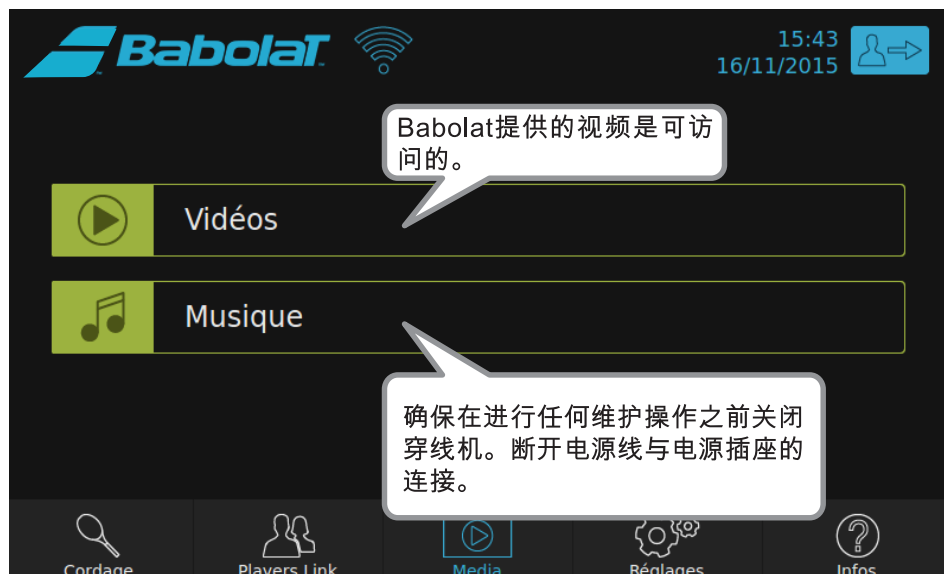 Babolat
15:43
16/11/2015
Babolat提供的视频是可访
问的。
Vidéos
Musique
确保在进行任何维护操作之前关闭
穿线机。断开电源线与电源插座的
连接。
Cordage
Players Link
Media
Réglages
Infos